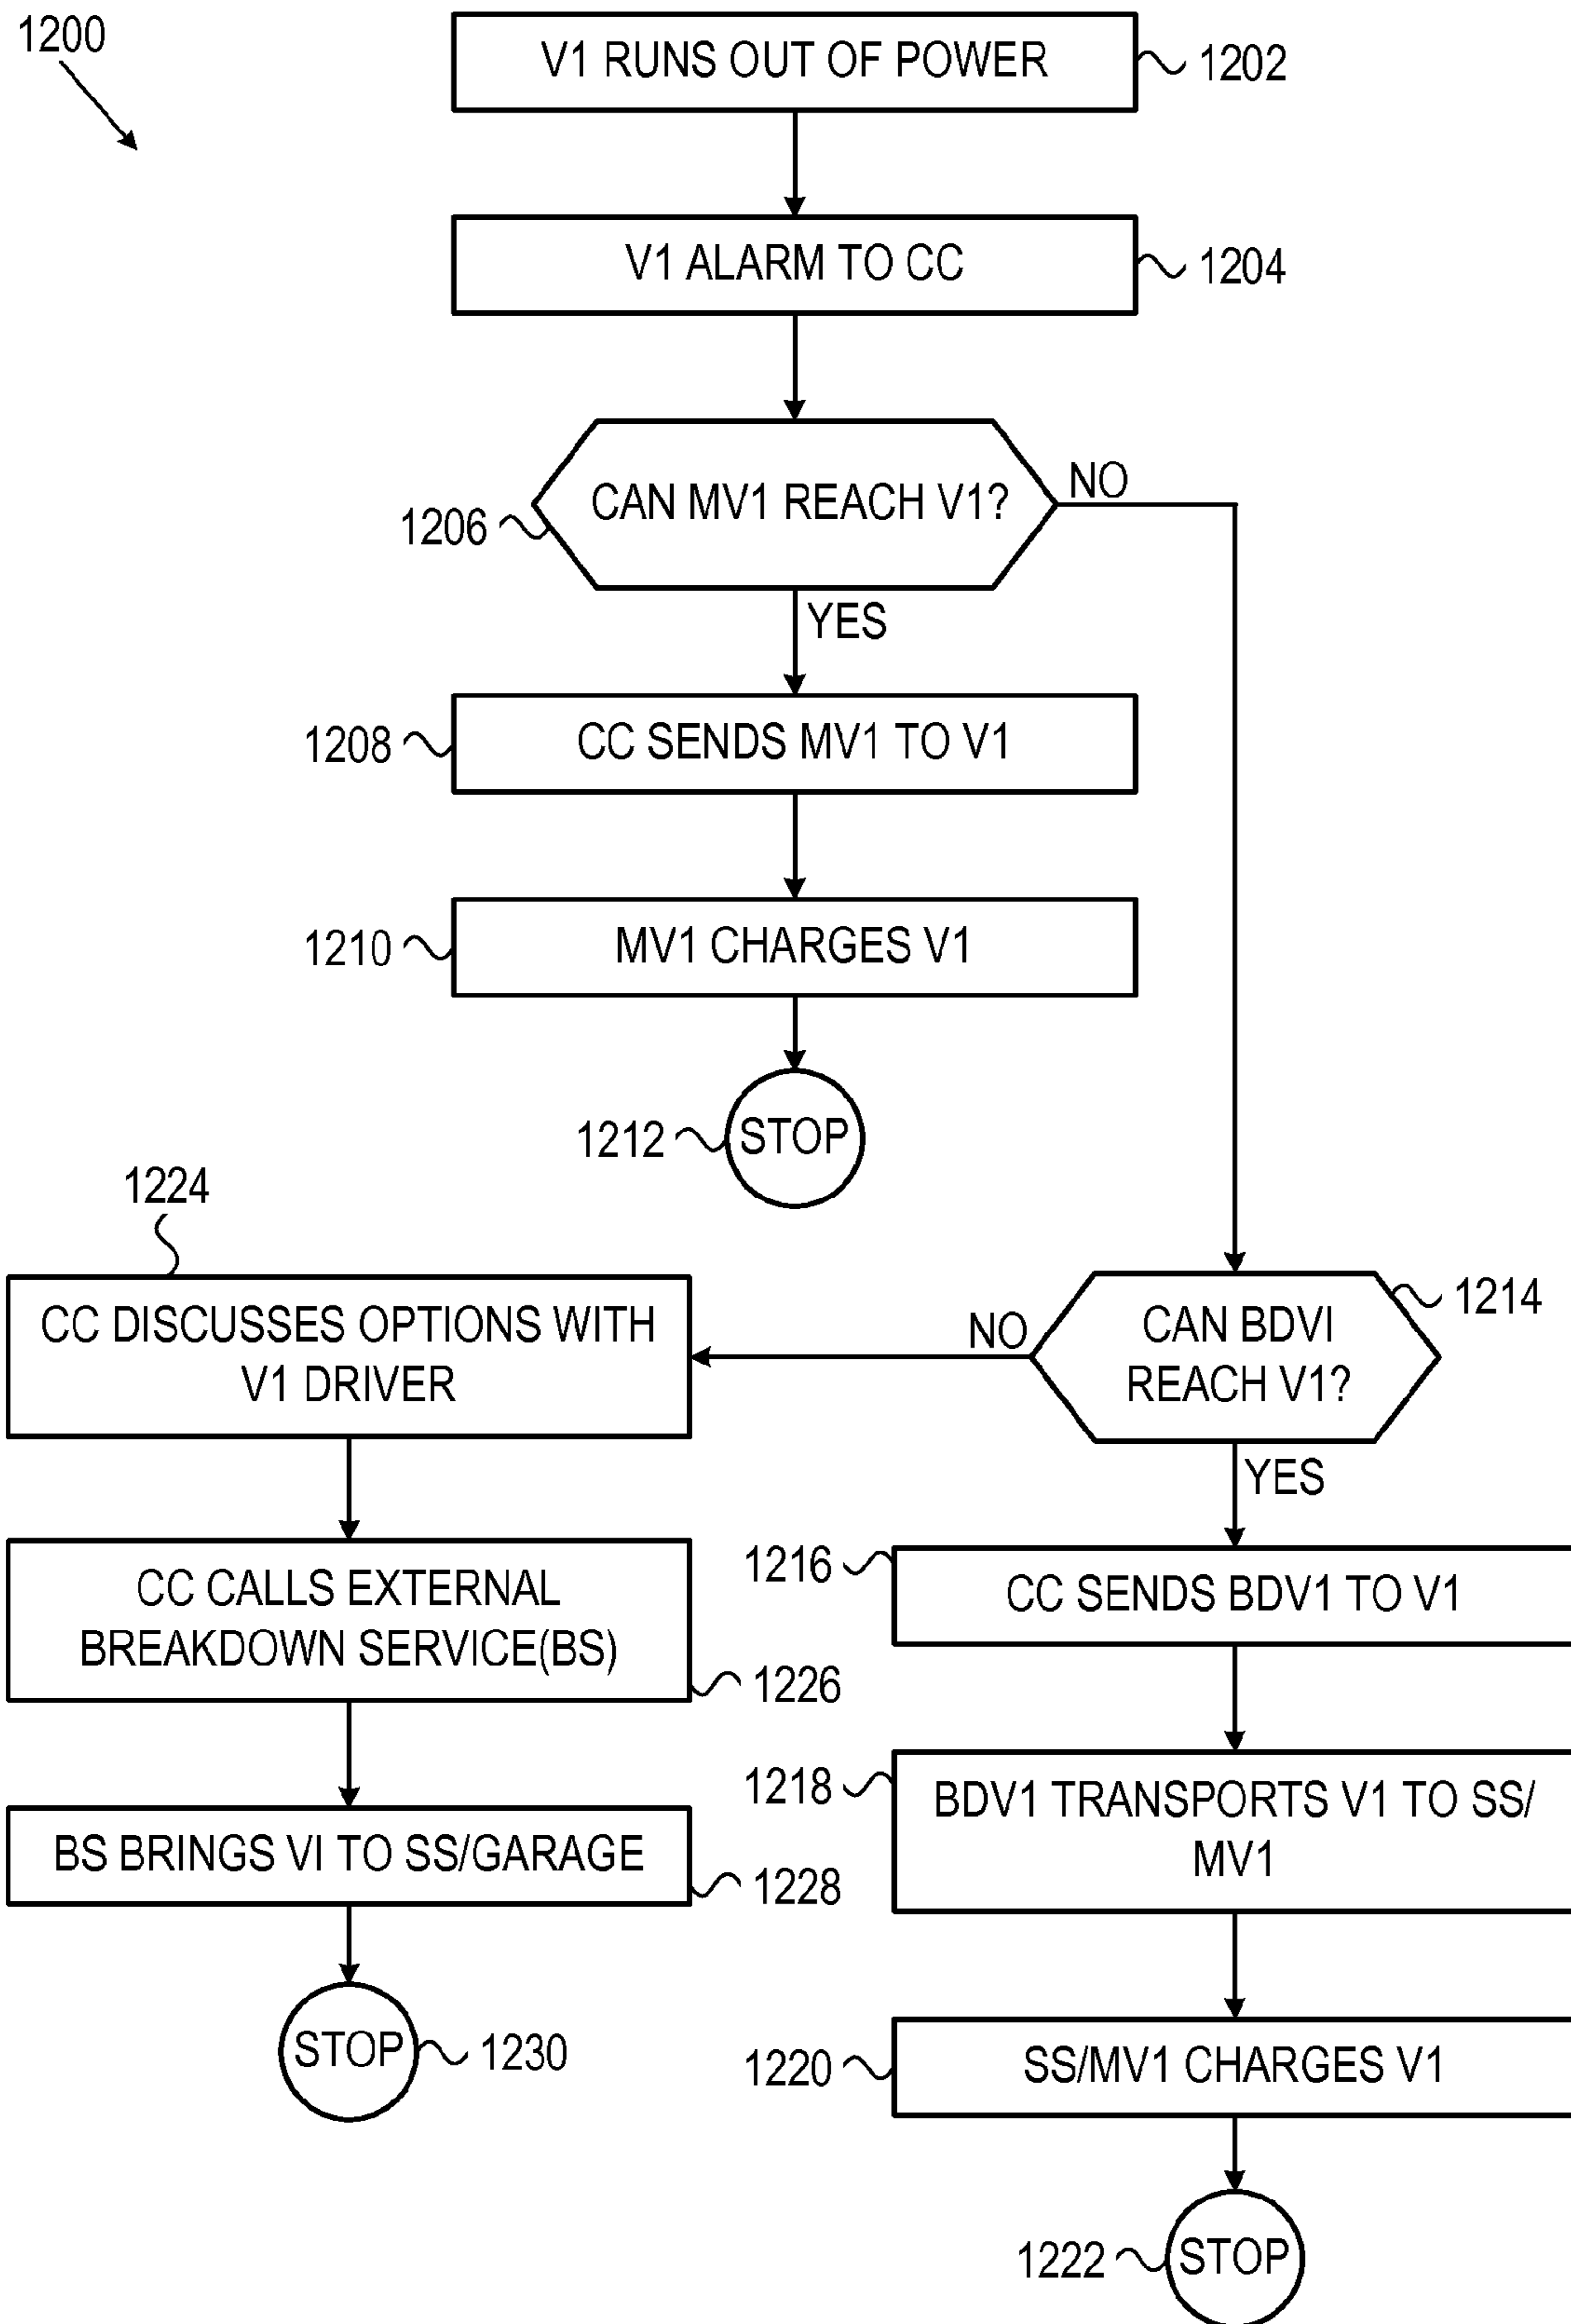 1200
V1 RUNS OUT OF POWER
1202
V1 ALARM TO CC
1204
CAN MV1 REACH V1?
NO
1206
YES
1208
CC SENDS MV1 TO V1
1210
MV1 CHARGES V1
1212
STOP
1224
CC DISCUSSES OPTIONS WITH
V1 DRIVER
NO
CAN BDVI
REACH V1?
1214
YES
CC CALLS EXTERNAL
BREAKDOWN SERVICE(BS)
1226
1216
CC SENDS BDV1 TO V1
BS BRINGS VI TO SS/GARAGE
1228
1218
BDV1 TRANSPORTS V1 TO SS/
MV1
STOP
1230
1220
SS/MV1 CHARGES V1
1222
STOP